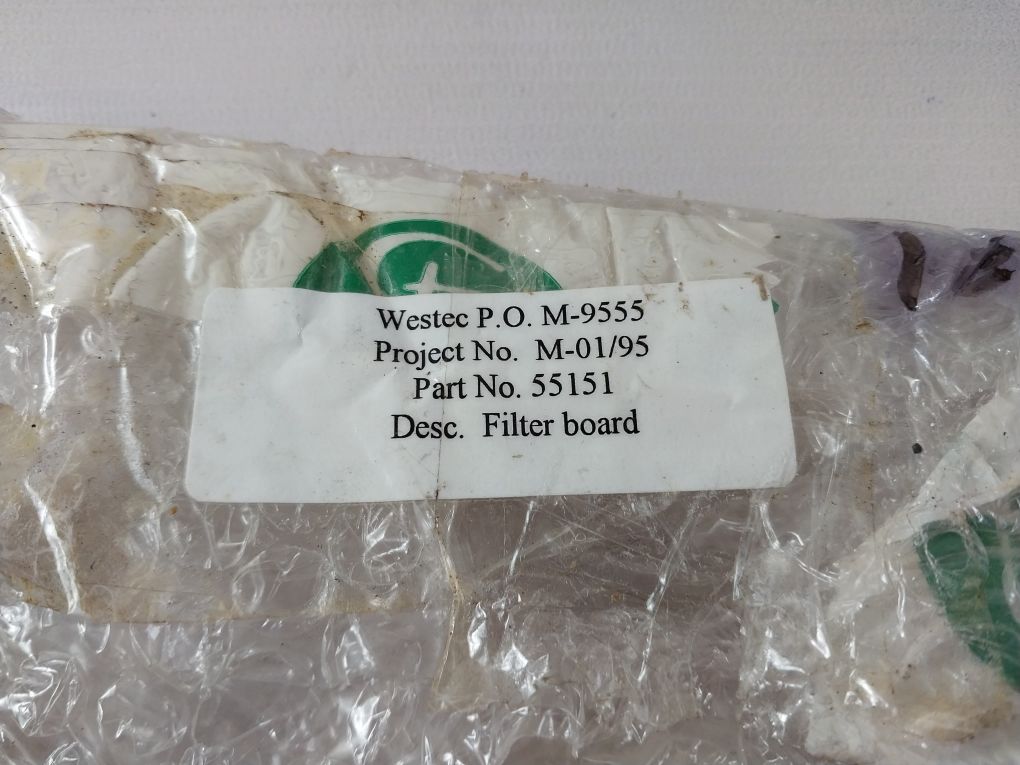 Westec P.O. M-9555
Project No. M-01/95
Part No. 55151
Desc. Filter board